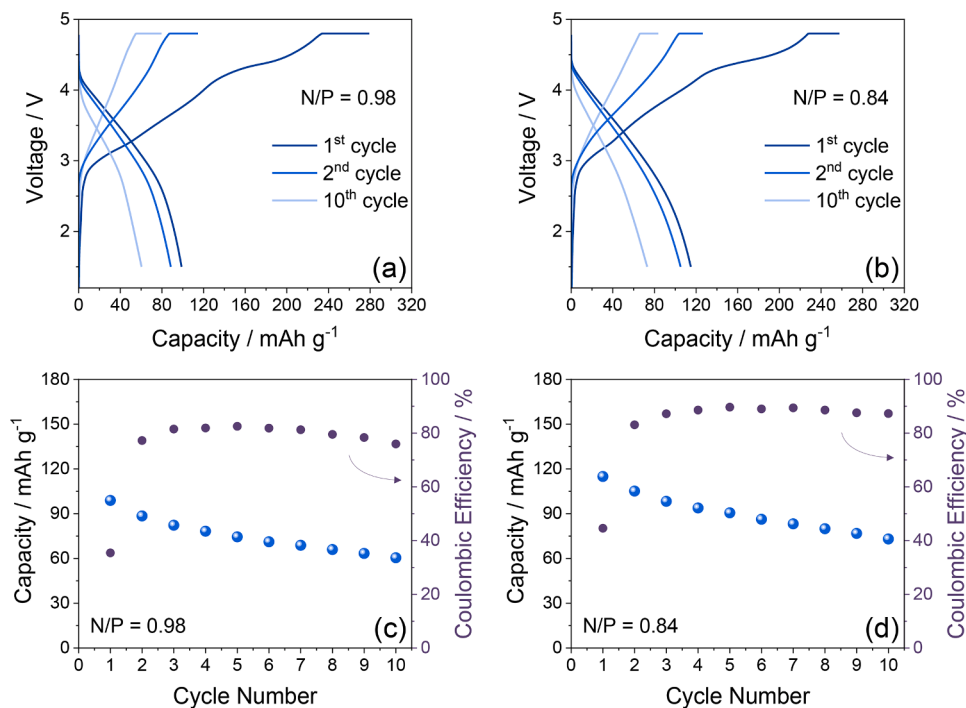 5
4
3
2
Voltage / V
N/P = 0.98
1st cycle
2nd cycle
10th cycle
(a)
0 40 80 120 160 200 240 280 320
Capacity / mAh g-1
5
4
3
2
Voltage / V
N/P = 0.84
1st cycle
2nd cycle
10th cycle
(b)
0 40 80 120 160 200 240 280 320
Capacity / mAh g-1
180
150
120
90
60
30
0
Capacity / mAh g-1
100
80
60
40
20
0
Coulombic Efficiency / %
N/P = 0.98
(c)
0 1 2 3 4 5 6 7 8 9 10
Cycle Number
180
150
120
90
60
30
0
Capacity / mAh g-1
100
80
60
40
20
0
Coulombic Efficiency / %
N/P = 0.84
(d)
0 1 2 3 4 5 6 7 8 9 10
Cycle Number